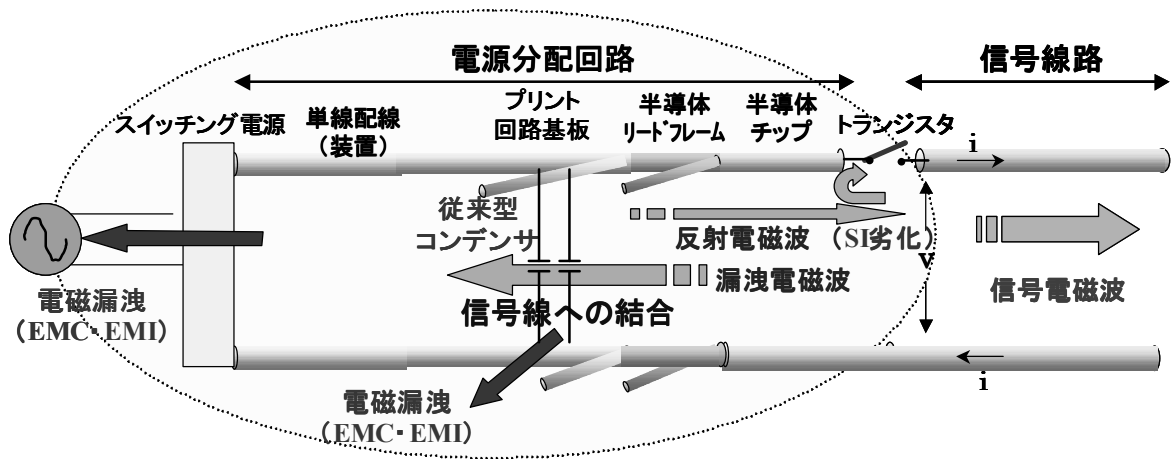 電源分配回路
信号線路
スイッチング電源
単線配線
（装置）
プリント
回路基板
半導体
リードフレーム
半導体
チップ
トランジスタ
i
従来型
コンデンサ
反射電磁波 （SI劣化）
v
漏洩電磁波
信号電磁波
信号線への結合
電磁漏洩
（EMC・EMI）
i
電磁漏洩
（EMC・EMI）